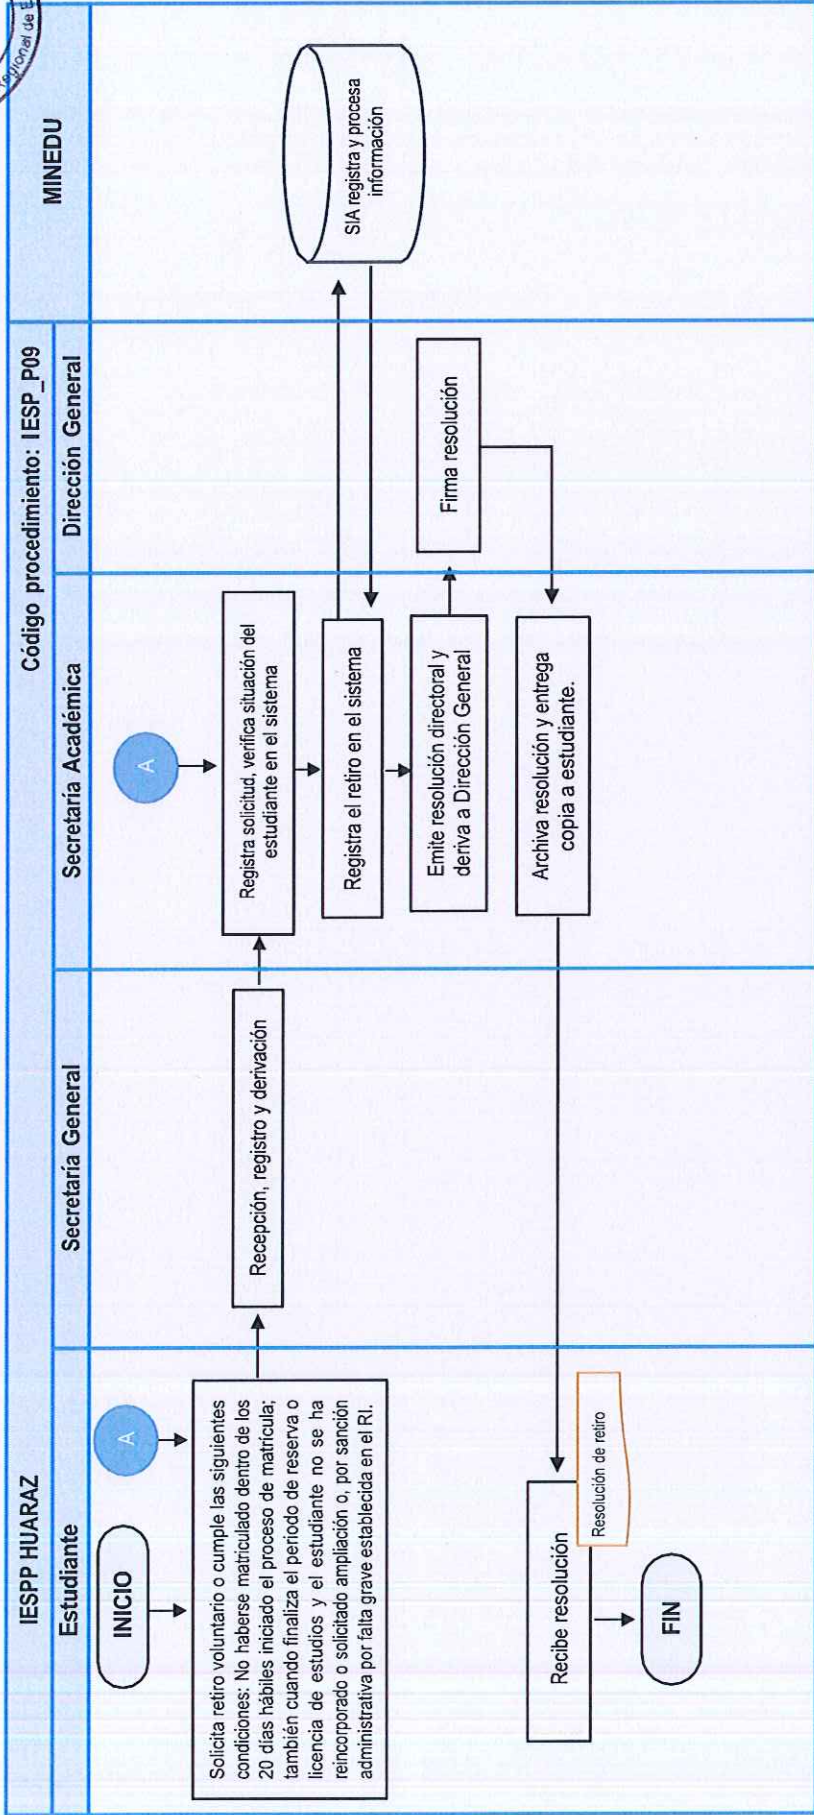 Regional de E
IESPP HUARAZ
Código procedimiento: IESP_P09
MINEDU
Estudiante
Secretaría General
Secretaría Académica
Dirección General
INICIO
A
Solicita retiro voluntario o cumple las siguientes
condiciones: No haberse matriculado dentro de los
20 días hábiles iniciado el proceso de matrícula;
también cuando finaliza el periodo de reserva o
licencia de estudios y el estudiante no se ha
reincorporado o solicitado ampliación o, por sanción
administrativa por falta grave establecida en el RI.
Recepción, registro y derivación
A
Registra solicitud, verifica situación del
estudiante en el sistema
Registra el retiro en el sistema
SIA registra y procesa
información
Emite resolución directoral y
deriva a Dirección General
Firma resolución
Archiva resolución y entrega
copia a estudiante.
Recibe resolución
Resolución de retiro
FIN